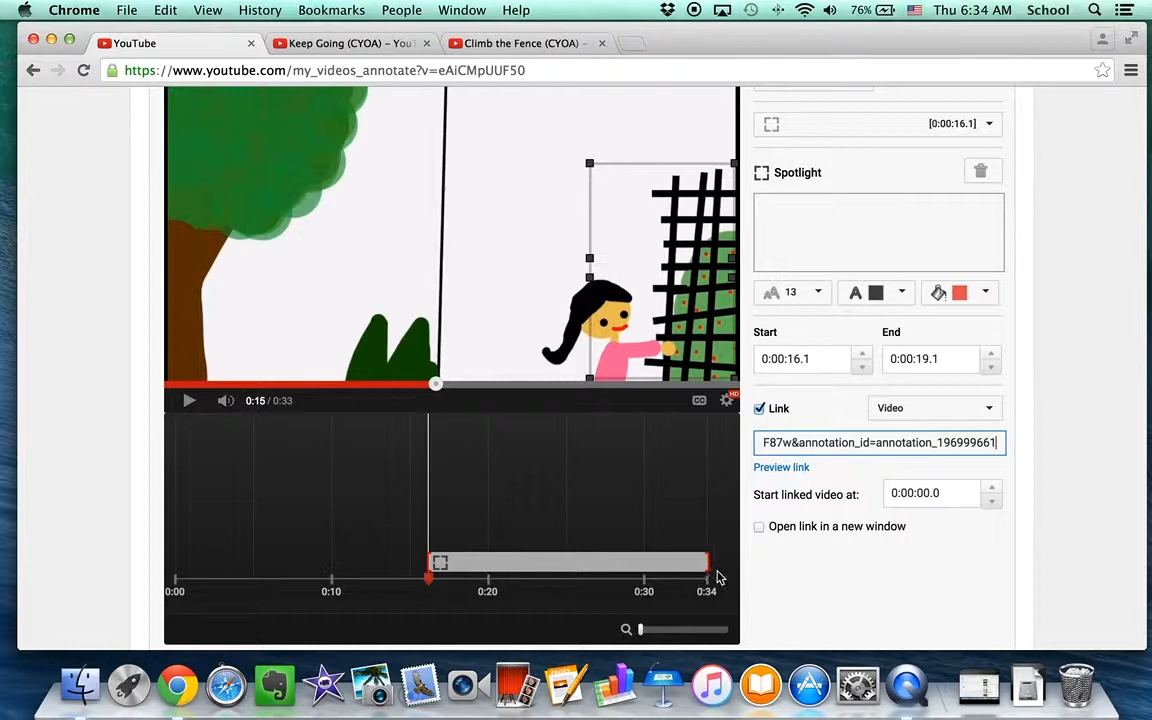 Chrome File Edit View History Bookmarks People Window Help 76% Thu 6:34 AM School
YouTube Keep Going (CYOA) – You Climb the Fence (CYOA) –
https://www.youtube.com/my_videos_annotate?v=eAiCMpUUF50
[0:00:16.1]
Spotlight
13 A
Start End
0:00:16.1 0:00:19.1
Link Video
F87w&annotation_id=annotation_196999661
Preview link
Start linked video at: 0:00:00.0
Open link in a new window
0:15 / 0:33 CC HD
0:00 0:10 0:20 0:30 0:34